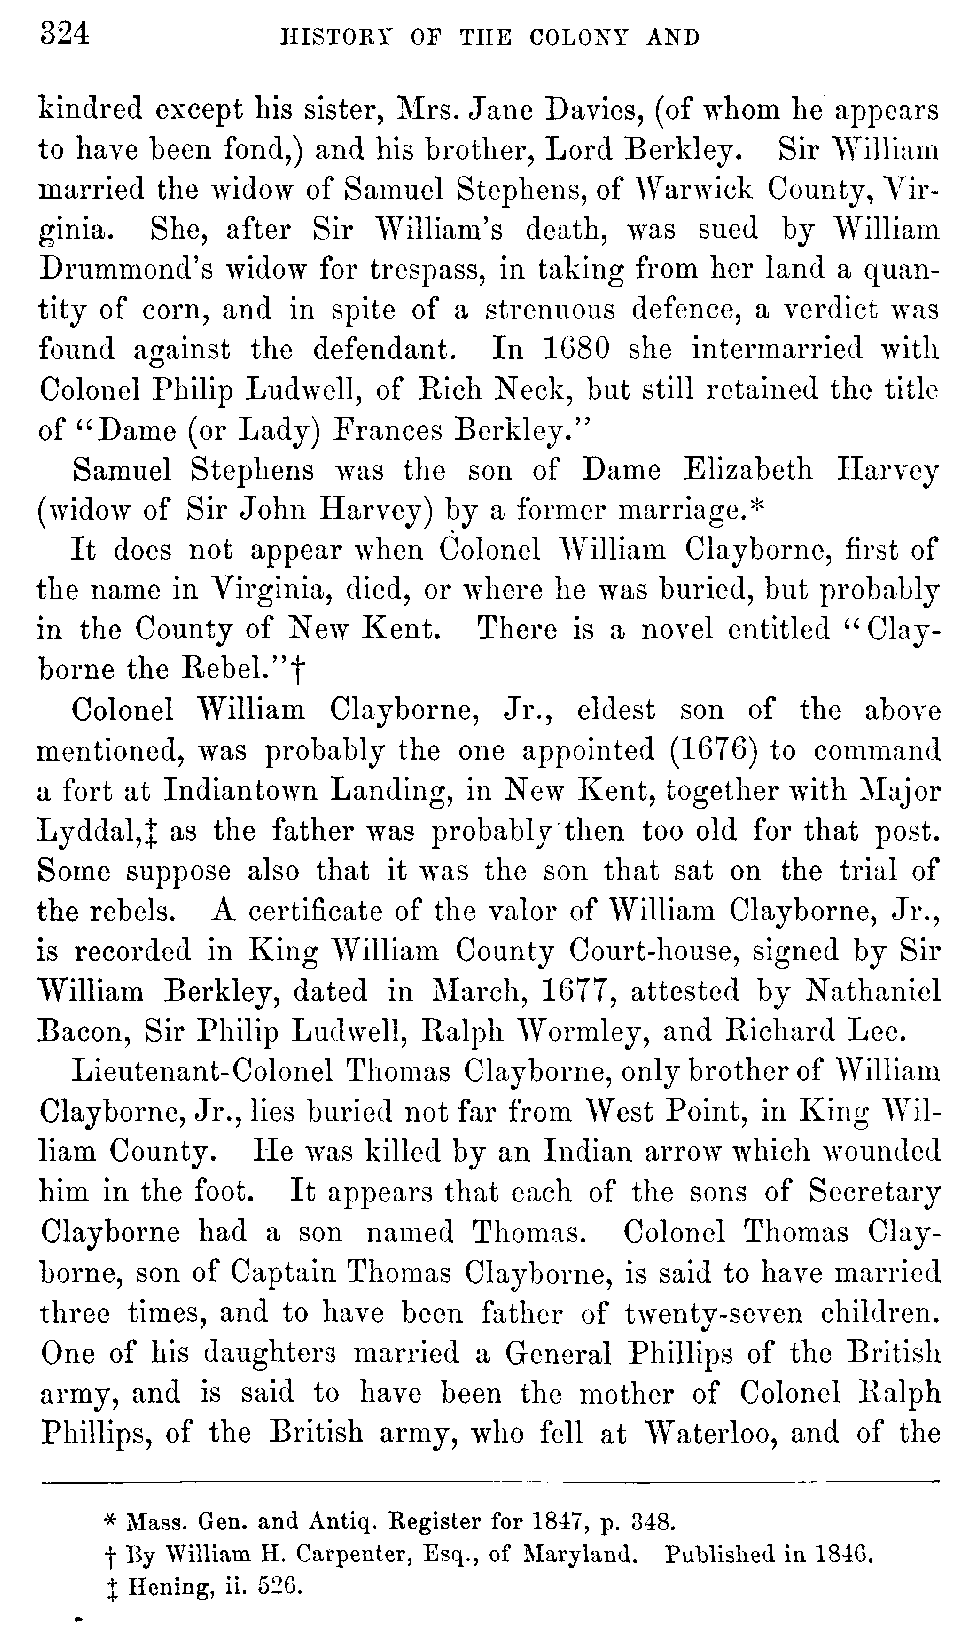 324 HISTORY OF THE COLONY AND
kindred except his sister, Mrs. Jane Davies, (of whom he appears
to have been fond,) and his brother, Lord Berkley. Sir William
married the widow of Samuel Stephens, of Warwick County, Vir-
ginia. She, after Sir William's death, was sued by William
Drummond's widow for trespass, in taking from her land a quan-
tity of corn, and in spite of a strenuous defence, a verdict was
found against the defendant. In 1680 she intermarried with
Colonel Philip Ludwell, of Rich Neck, but still retained the title
of "Dame (or Lady) Frances Berkley."
Samuel Stephens was the son of Dame Elizabeth Harvey
(widow of Sir John Harvey) by a former marriage.*
It does not appear when Colonel William Clayborne, first of
the name in Virginia, died, or where he was buried, but probably
in the County of New Kent. There is a novel entitled "Clay-
borne the Rebel."†
Colonel William Clayborne, Jr., eldest son of the above
mentioned, was probably the one appointed (1676) to command
a fort at Indiantown Landing, in New Kent, together with Major
Lyddal,‡ as the father was probably then too old for that post.
Some suppose also that it was the son that sat on the trial of
the rebels. A certificate of the valor of William Clayborne, Jr.,
is recorded in King William County Court-house, signed by Sir
William Berkley, dated in March, 1677, attested by Nathaniel
Bacon, Sir Philip Ludwell, Ralph Wormley, and Richard Lee.
Lieutenant-Colonel Thomas Clayborne, only brother of William
Clayborne, Jr., lies buried not far from West Point, in King Wil-
liam County. He was killed by an Indian arrow which wounded
him in the foot. It appears that each of the sons of Secretary
Clayborne had a son named Thomas. Colonel Thomas Clay-
borne, son of Captain Thomas Clayborne, is said to have married
three times, and to have been father of twenty-seven children.
One of his daughters married a General Phillips of the British
army, and is said to have been the mother of Colonel Ralph
Phillips, of the British army, who fell at Waterloo, and of the
* Mass. Gen. and Antiq. Register for 1847, p. 348.
† By William H. Carpenter, Esq., of Maryland. Published in 1846.
‡ Hening, ii. 526.